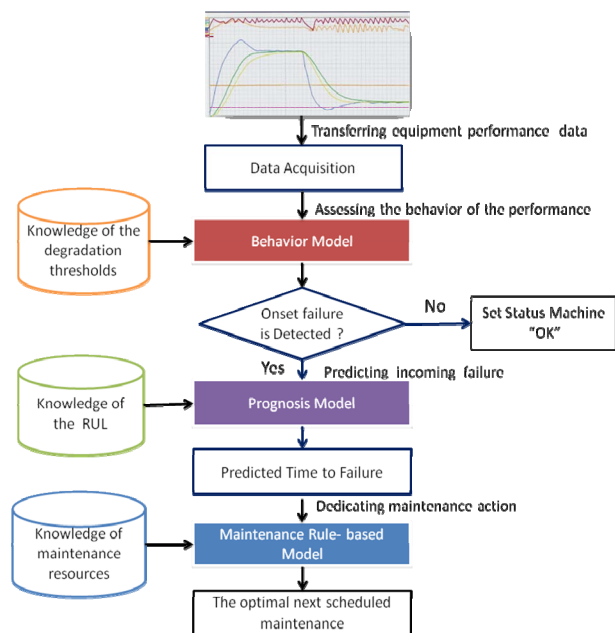 Transferring equipment performance data
Data Acquisition
Assessing the behavior of the performance
Knowledge of the
degradation
thresholds
Behavior Model
Onset failure
is Detected ?
No
Set Status Machine
"OK"
Yes
Predicting incoming failure
Knowledge of
the RUL
Prognosis Model
Predicted Time to Failure
Dedicating maintenance action
Knowledge of
maintenance
resources
Maintenance Rule- based
Model
The optimal next scheduled
maintenance